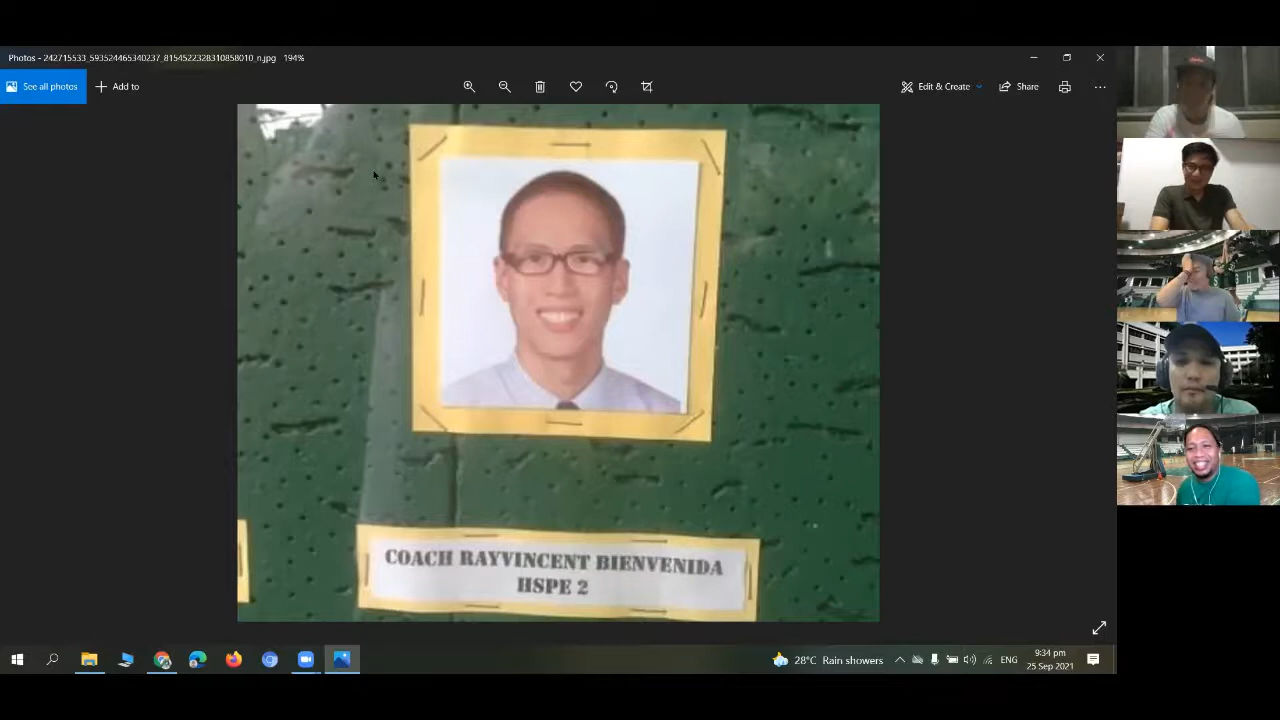 Photos - 242715533_593524465340237_8154522328310858010_n.jpg 194%
See all photos
Add to
Edit & Create
Share
COACH RAYVINCENT BIENVENIDA
HSPE 2
28°C Rain showers
ENG
9:34 pm
25 Sep 2021